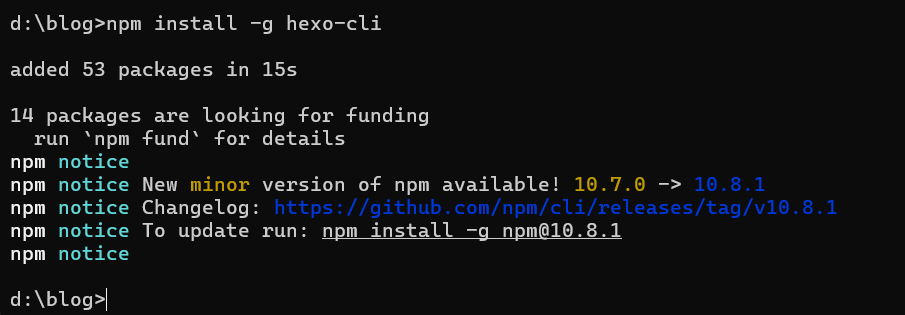 d:\blog>npm install -g hexo-cli
added 53 packages in 15s
14 packages are looking for funding
run `npm fund` for details
npm notice
npm notice New minor version of npm available! 10.7.0 -> 10.8.1
npm notice Changelog: https://github.com/npm/cli/releases/tag/v10.8.1
npm notice To update run: npm install -g npm@10.8.1
npm notice
d:\blog>